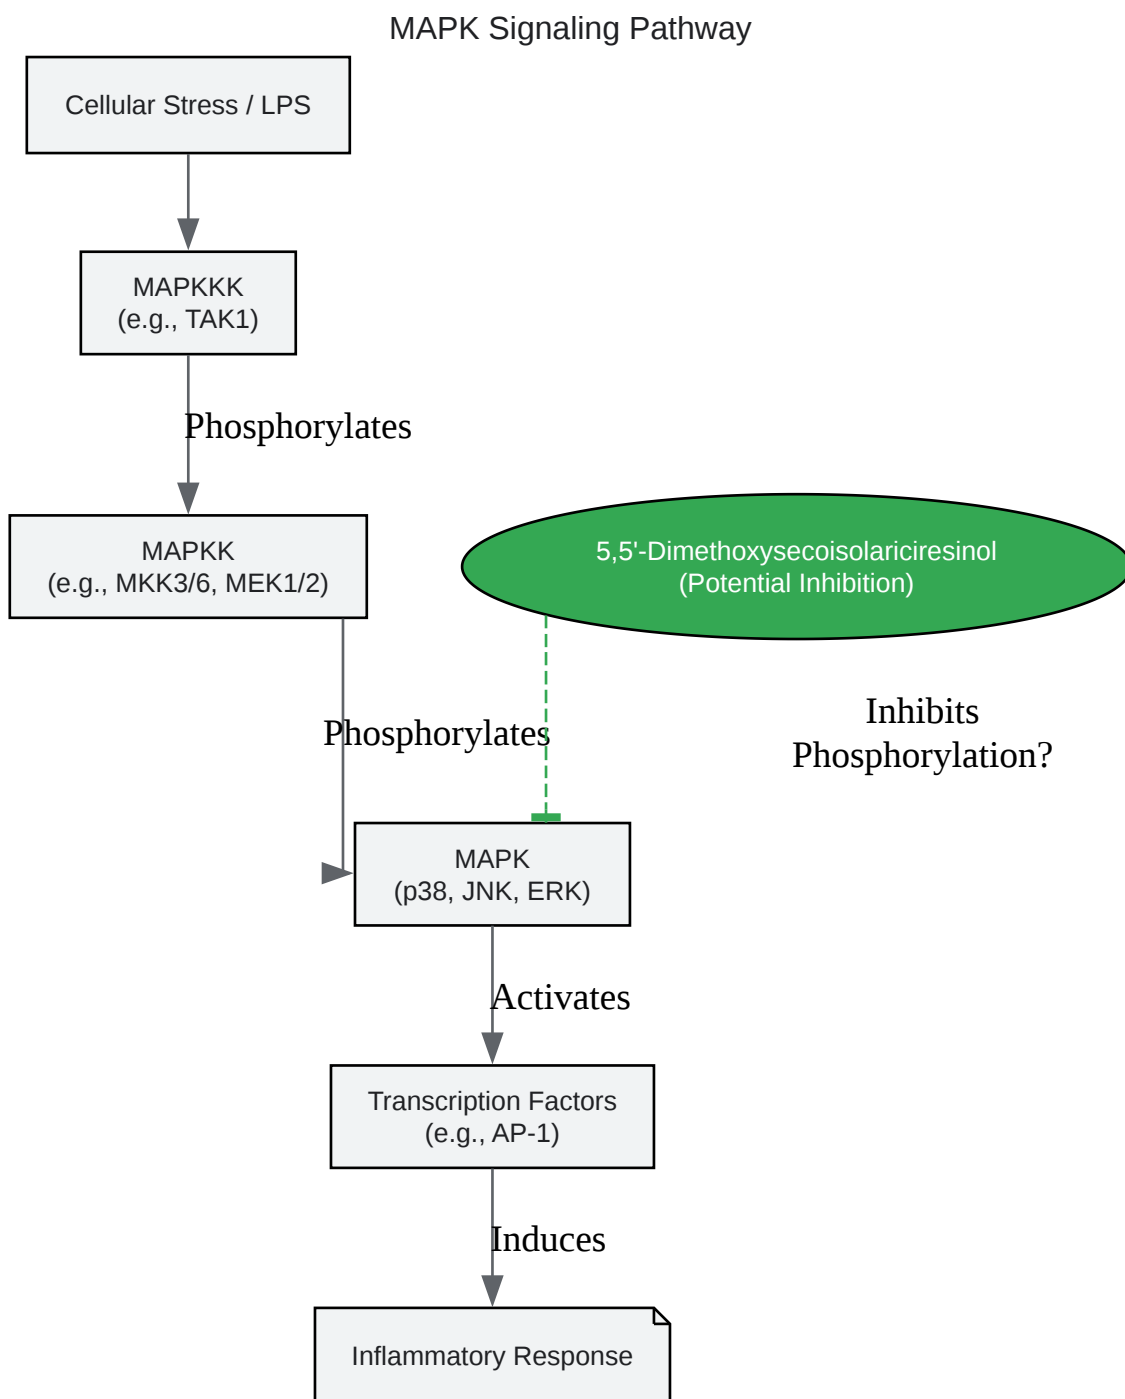 MAPK Signaling Pathway
Cellular Stress / LPS
MAPKKK
(e.g., TAK1)
Phosphorylates
MAPKK
(e.g., MKK3/6, MEK1/2)
5,5'-Dimethoxysecoisolariciresinol
(Potential Inhibition)
Phosphorylates
Inhibits
Phosphorylation?
MAPK
(p38, JNK, ERK)
Activates
Transcription Factors
(e.g., AP-1)
Induces
Inflammatory Response